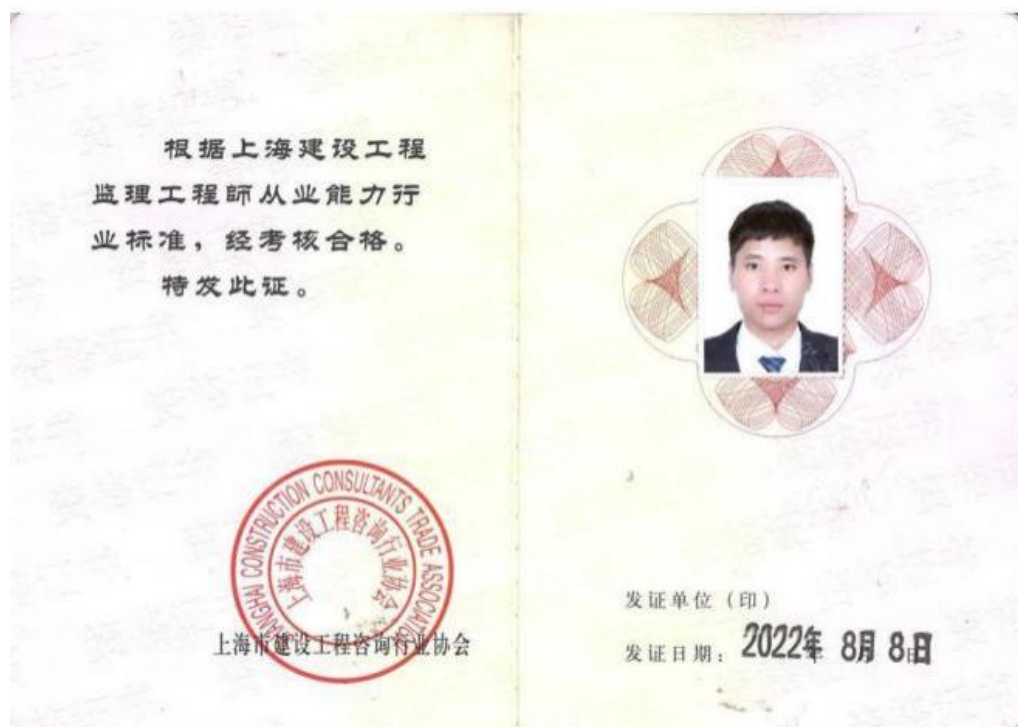 根据上海建设工程
监理工程师从业能力行
业标准，经考核合格。
特发此证。
SHANGHAI CONSTRUCTION CONSULTANTS TRADE ASSOCIATION
上海市建设工程咨询行业协会
上海市建设工程咨询行业协会
发证单位（印）
发证日期：2022年 8月 8日